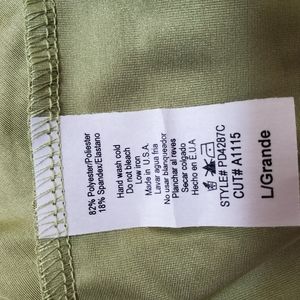 82% Polyester/Poliester
18% Spandex/Elastano
Hand wash cold
Do not bleach
Low iron
Made in U.S.A.
Lavar agua fria
No usar blanqueador
Planchar al reves
Secar colgado
Hecho en E.U.A
STYLE# PD4287C
CUT# A1115
L/Grande